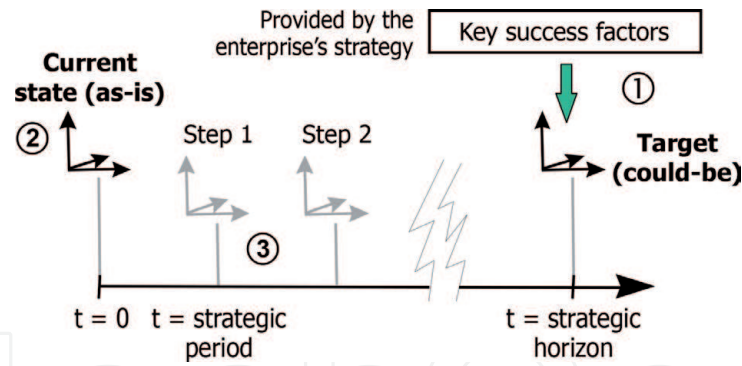 Provided by the
enterprise's strategy
Key success factors
①
Current
state (as-is)
②
Step 1
Step 2
Target
(could-be)
③
t = 0
t = strategic
period
t = strategic
horizon